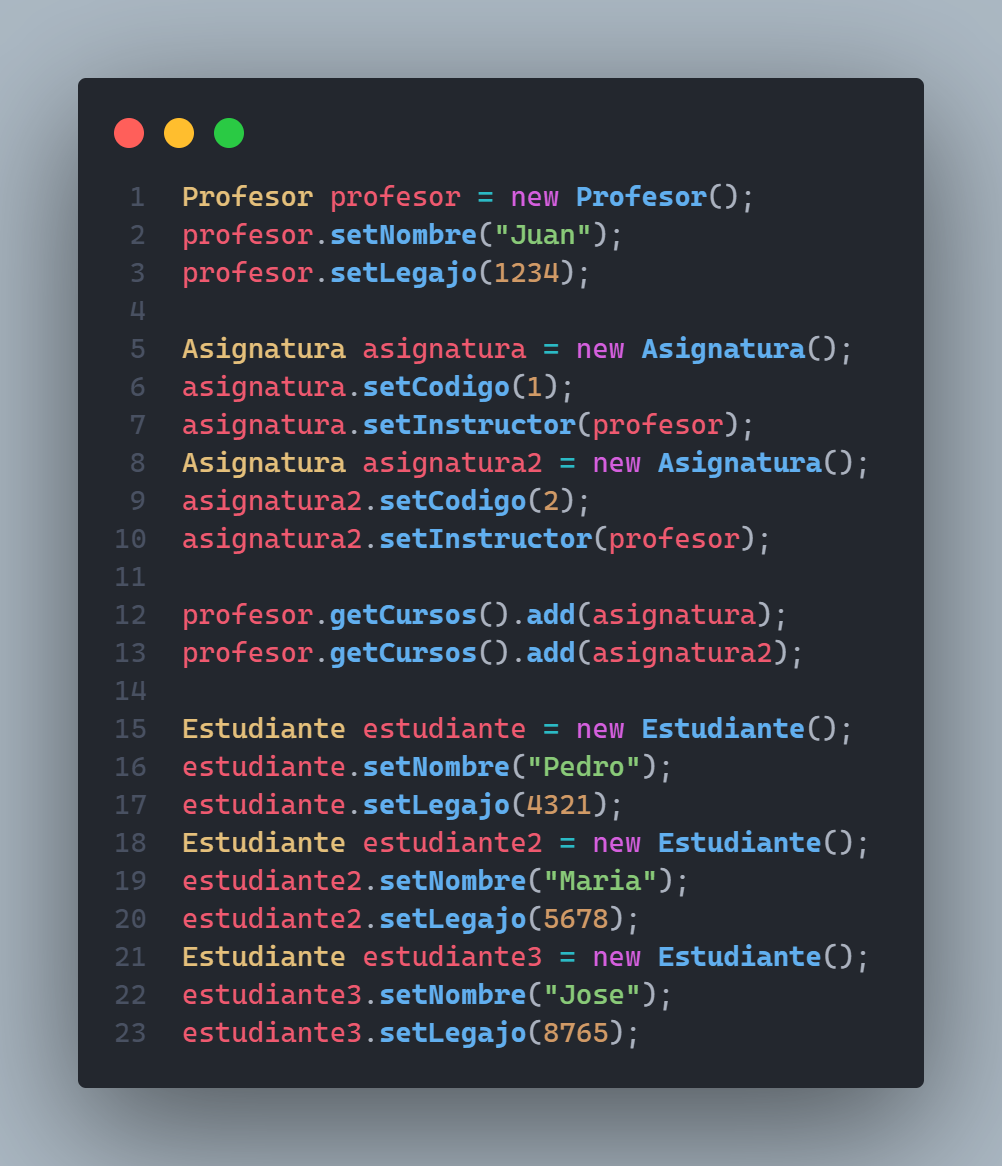 1 Profesor profesor = new Profesor();
2 profesor.setNombre("Juan");
3 profesor.setLegajo(1234);
4
5 Asignatura asignatura = new Asignatura();
6 asignatura.setCodigo(1);
7 asignatura.setInstructor(profesor);
8 Asignatura asignatura2 = new Asignatura();
9 asignatura2.setCodigo(2);
10 asignatura2.setInstructor(profesor);
11
12 profesor.getCursos().add(asignatura);
13 profesor.getCursos().add(asignatura2);
14
15 Estudiante estudiante = new Estudiante();
16 estudiante.setNombre("Pedro");
17 estudiante.setLegajo(4321);
18 Estudiante estudiante2 = new Estudiante();
19 estudiante2.setNombre("Maria");
20 estudiante2.setLegajo(5678);
21 Estudiante estudiante3 = new Estudiante();
22 estudiante3.setNombre("Jose");
23 estudiante3.setLegajo(8765);